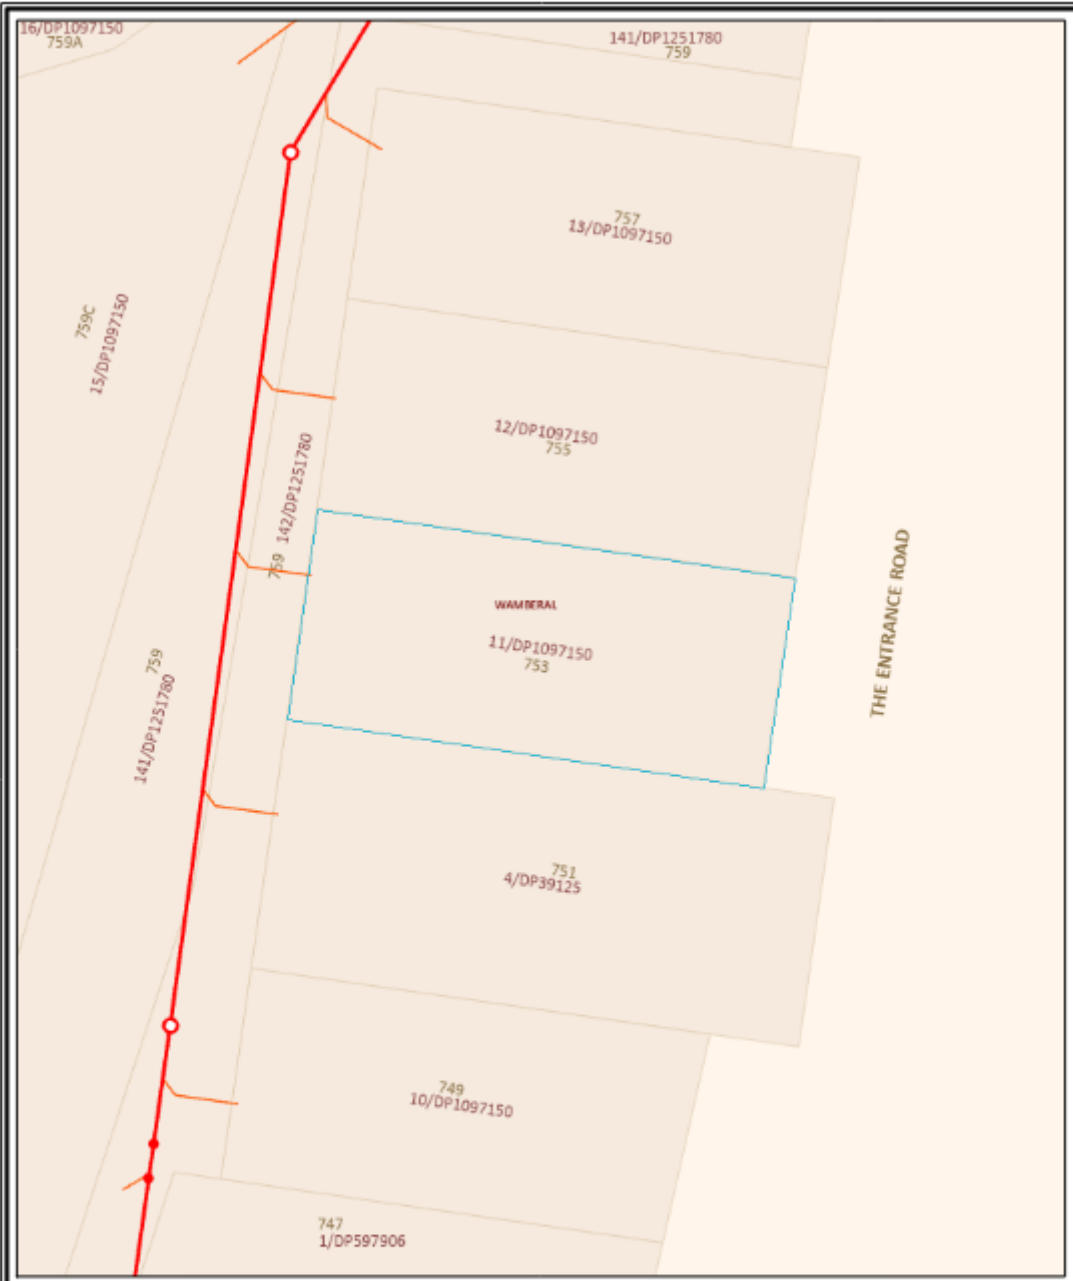 16/DP1097150
759A
141/DP1251780
759
757
13/DP1097150
759C
15/DP1097150
12/DP1097150
755
142/DP1251780
759
WAMBERAL
11/DP1097150
753
THE ENTRANCE ROAD
759
141/DP1251780
751
4/DP39125
749
10/DP1097150
747
1/DP597906